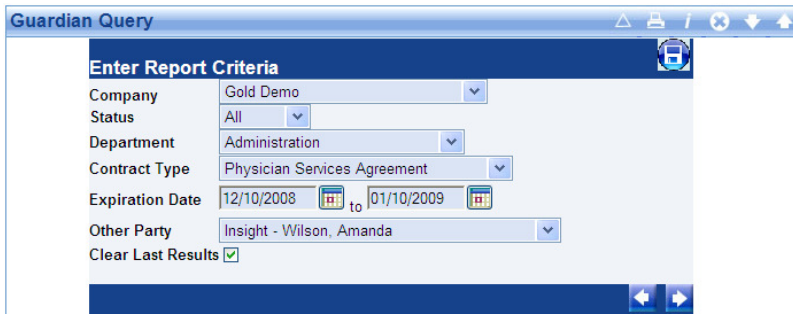 Guardian Query
Enter Report Criteria
Company Gold Demo
Status All
Department Administration
Contract Type Physician Services Agreement
Expiration Date 12/10/2008 to 01/10/2009
Other Party Insight - Wilson, Amanda
Clear Last Results